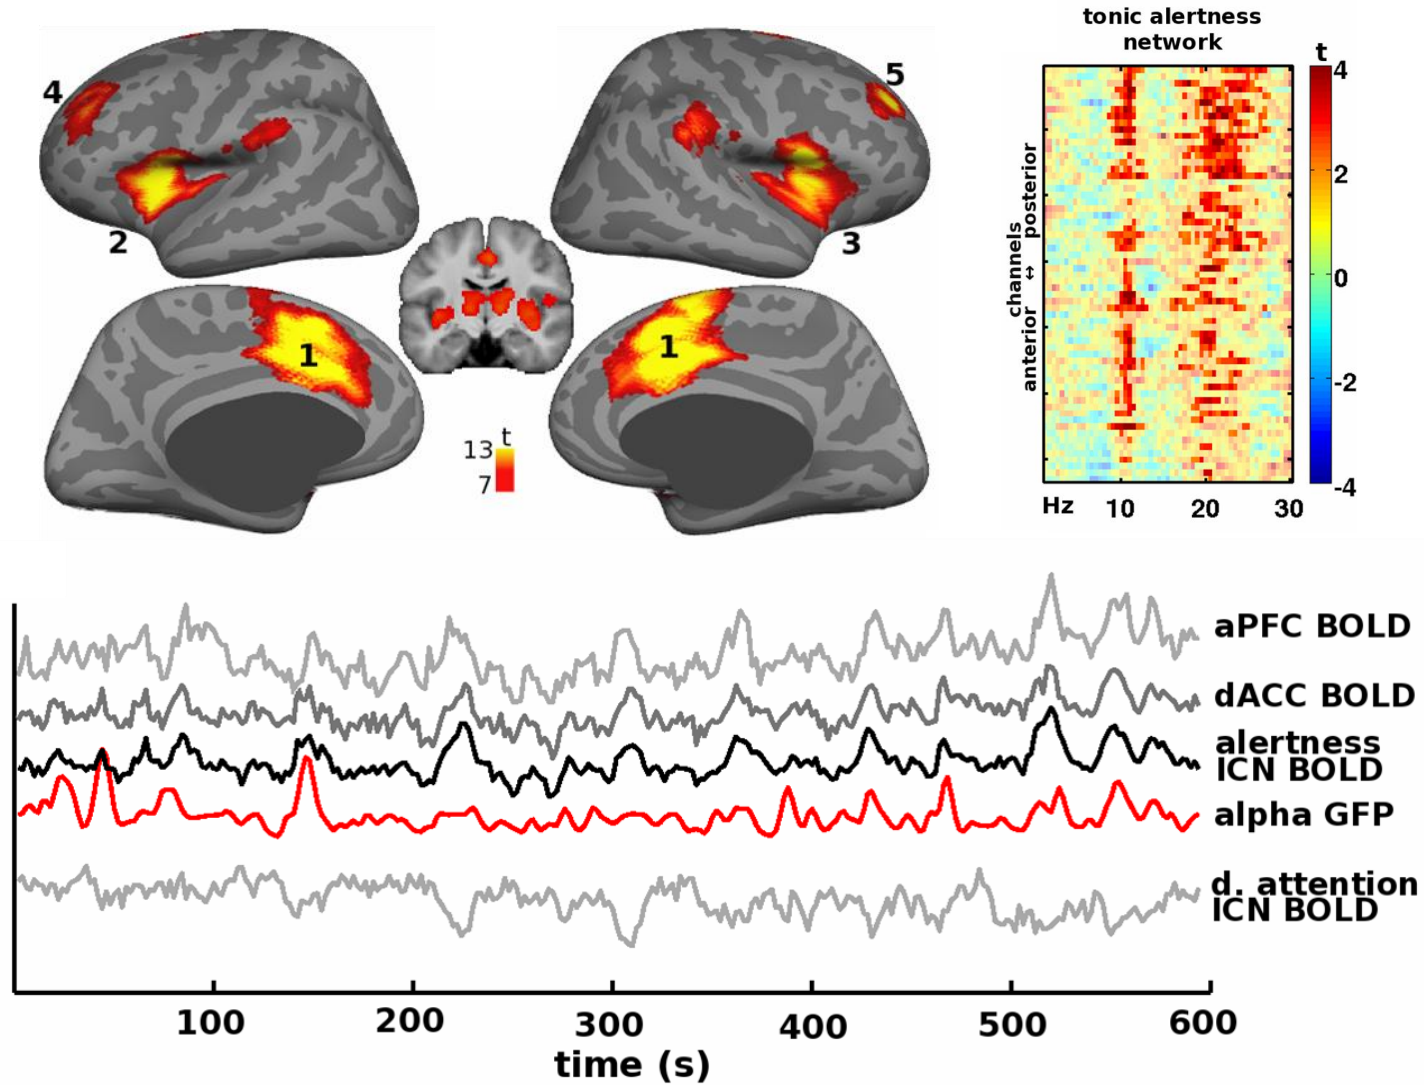 4
5
2
3
1
1
t
13
7
tonic alertness
network
t
4
2
0
-2
-4
anterior ↔ posterior
channels
Hz 10 20 30
aPFC BOLD
dACC BOLD
alertness
ICN BOLD
alpha GFP
d. attention
ICN BOLD
100 200 300 400 500 600
time (s)